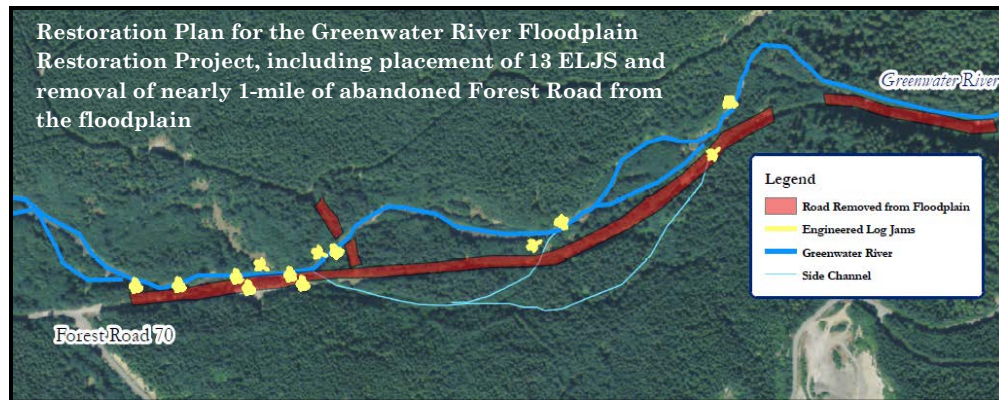 Restoration Plan for the Greenwater River Floodplain
Restoration Project, including placement of 13 ELJS and
removal of nearly 1-mile of abandoned Forest Road from
the floodplain
Greenwater River
Legend
Road Removed from Floodplain
Engineered Log Jams
Greenwater River
Side Channel
Forest Road 70